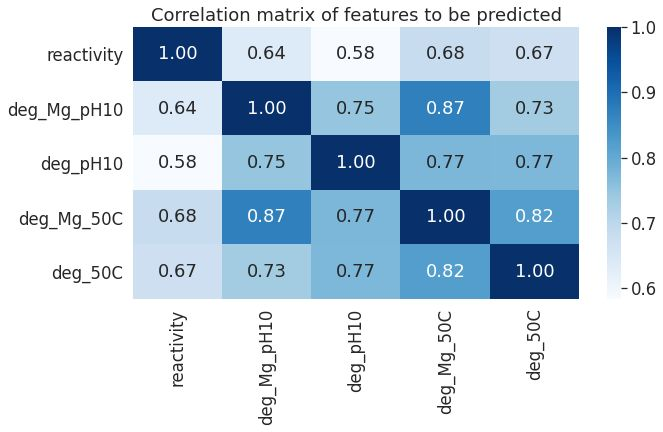 Correlation matrix of features to be predicted
reactivity 1.00 0.64 0.58 0.68 0.67
deg_Mg_pH10 0.64 1.00 0.75 0.87 0.73
deg_pH10 0.58 0.75 1.00 0.77 0.77
deg_Mg_50C 0.68 0.87 0.77 1.00 0.82
deg_50C 0.67 0.73 0.77 0.82 1.00
reactivity
deg_Mg_pH10
deg_pH10
deg_Mg_50C
deg_50C
1.0
0.9
0.8
0.7
0.6